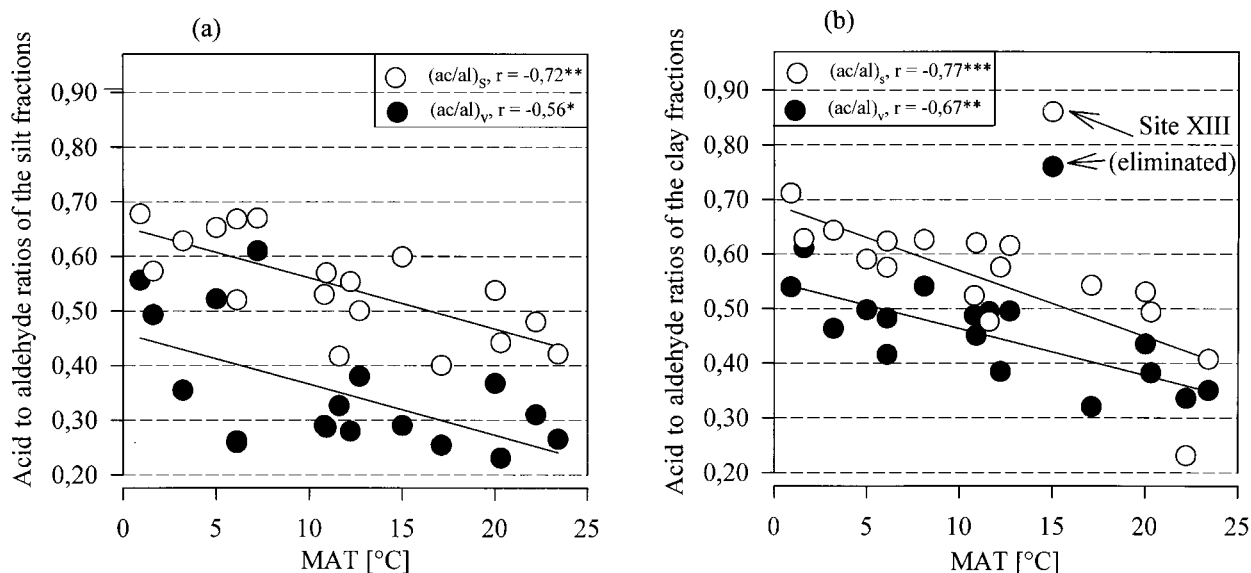 (a)
Acid to aldehyde ratios of the silt fractions
(ac/al)s, r = -0,72**
(ac/al)v, r = -0,56*
0,90
0,80
0,70
0,60
0,50
0,40
0,30
0,20
0 5 10 15 20 25
MAT [°C]
(b)
Acid to aldehyde ratios of the clay fractions
(ac/al)s, r = -0,77***
(ac/al)v, r = -0,67**
Site XIII
(eliminated)
0,90
0,80
0,70
0,60
0,50
0,40
0,30
0,20
0 5 10 15 20 25
MAT [°C]